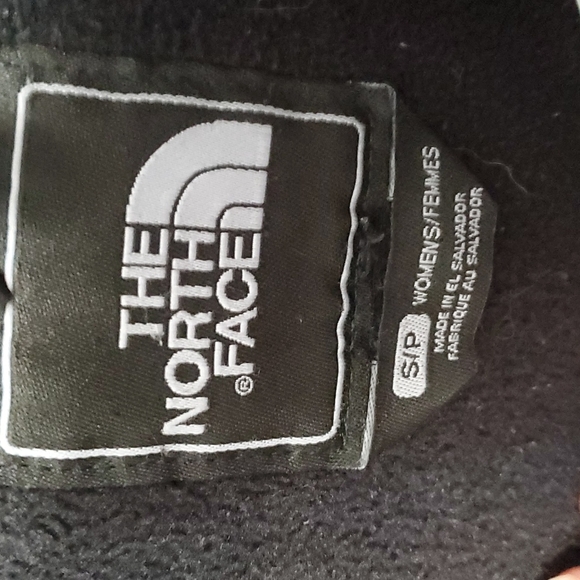 THE
NORTH
FACE®
S/P WOMENS/FEMMES
MADE IN EL SALVADOR
FABRIQUE AU SALVADOR